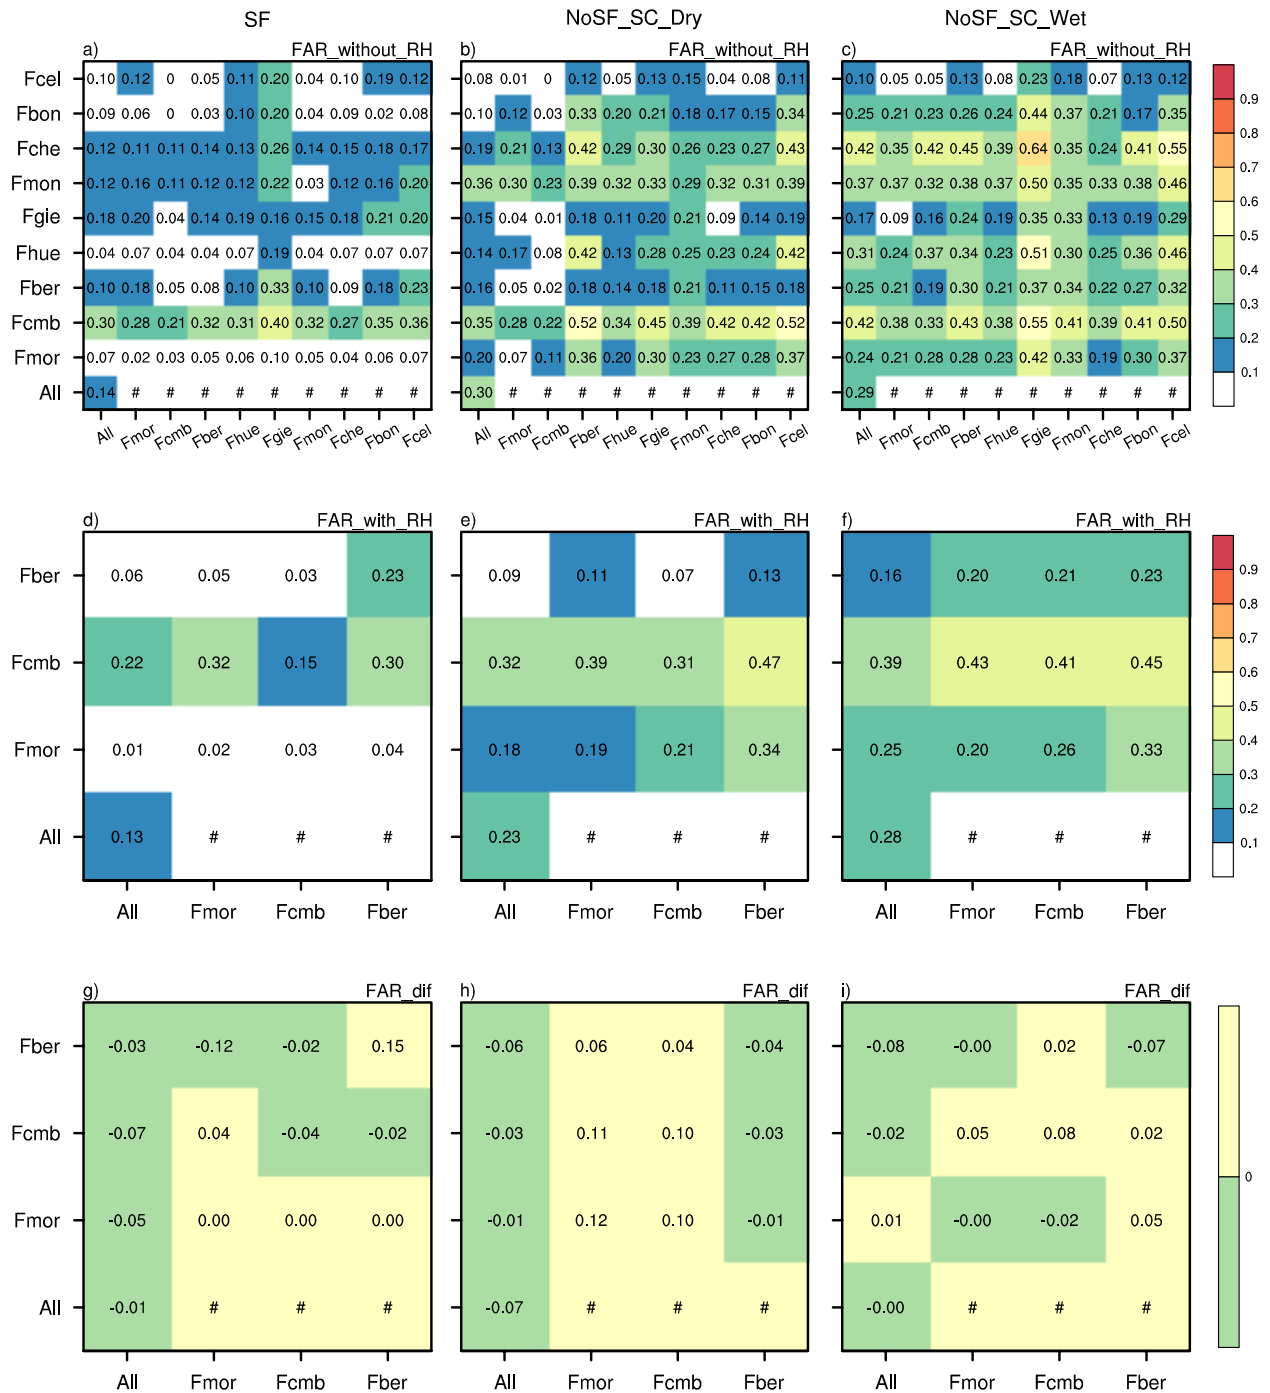 SF NoSF_SC_Dry NoSF_SC_Wet
a) FAR_without_RH b) FAR_without_RH c) FAR_without_RH
Fcel 0.10 0.12 0 0.05 0.11 0.20 0.04 0.10 0.19 0.12 0.08 0.01 0 0.12 0.05 0.13 0.15 0.04 0.08 0.11 0.10 0.05 0.05 0.13 0.08 0.23 0.18 0.07 0.13 0.12
0.9
Fbon 0.09 0.06 0 0.03 0.10 0.20 0.04 0.04 0.02 0.08 0.10 0.12 0.03 0.33 0.20 0.21 0.18 0.17 0.15 0.34 0.25 0.21 0.23 0.26 0.24 0.44 0.37 0.21 0.17 0.35
0.8
Fche 0.12 0.11 0.11 0.14 0.13 0.26 0.14 0.15 0.18 0.17 0.19 0.21 0.13 0.42 0.29 0.30 0.26 0.23 0.27 0.43 0.42 0.35 0.42 0.45 0.39 0.64 0.35 0.24 0.41 0.55
0.7
Fmon 0.12 0.16 0.11 0.12 0.12 0.22 0.03 0.12 0.16 0.20 0.36 0.30 0.23 0.39 0.32 0.33 0.29 0.32 0.31 0.39 0.37 0.37 0.32 0.38 0.37 0.50 0.35 0.33 0.38 0.46
0.6
Fgie 0.18 0.20 0.04 0.14 0.19 0.16 0.15 0.18 0.21 0.20 0.15 0.04 0.01 0.18 0.11 0.20 0.21 0.09 0.14 0.19 0.17 0.09 0.16 0.24 0.19 0.35 0.33 0.13 0.19 0.29
0.5
Fhue 0.04 0.07 0.04 0.04 0.07 0.19 0.04 0.07 0.07 0.07 0.14 0.17 0.08 0.42 0.13 0.28 0.25 0.23 0.24 0.42 0.31 0.24 0.37 0.34 0.23 0.51 0.30 0.25 0.36 0.46
0.4
Fber 0.10 0.18 0.05 0.08 0.10 0.33 0.10 0.09 0.18 0.23 0.16 0.05 0.02 0.18 0.14 0.18 0.21 0.11 0.15 0.18 0.25 0.21 0.19 0.30 0.21 0.37 0.34 0.22 0.27 0.32
0.3
Fcmb 0.30 0.28 0.21 0.32 0.31 0.40 0.32 0.27 0.35 0.36 0.35 0.28 0.22 0.52 0.34 0.45 0.39 0.42 0.42 0.52 0.42 0.38 0.33 0.43 0.38 0.55 0.41 0.39 0.41 0.50
0.2
Fmor 0.07 0.02 0.03 0.05 0.06 0.10 0.05 0.04 0.06 0.07 0.20 0.07 0.11 0.36 0.20 0.30 0.23 0.27 0.28 0.37 0.24 0.21 0.28 0.28 0.23 0.42 0.33 0.19 0.30 0.37
0.1
All 0.14 # # # # # # # # # 0.30 # # # # # # # # # 0.29 # # # # # # # # #
All Fmor Fcmb Fber Fhue Fgie Fmon Fche Fbon Fcel All Fmor Fcmb Fber Fhue Fgie Fmon Fche Fbon Fcel All Fmor Fcmb Fber Fhue Fgie Fmon Fche Fbon Fcel
d) FAR_with_RH e) FAR_with_RH f) FAR_with_RH
0.9
Fber 0.06 0.05 0.03 0.23 0.09 0.11 0.07 0.13 0.16 0.20 0.21 0.23
0.8
0.7
Fcmb 0.22 0.32 0.15 0.30 0.32 0.39 0.31 0.47 0.39 0.43 0.41 0.45
0.6
0.5
0.4
Fmor 0.01 0.02 0.03 0.04 0.18 0.19 0.21 0.34 0.25 0.20 0.26 0.33
0.3
0.2
All 0.13 # # # 0.23 # # # 0.28 # # #
0.1
All Fmor Fcmb Fber All Fmor Fcmb Fber All Fmor Fcmb Fber
g) FAR_dif h) FAR_dif i) FAR_dif
Fber -0.03 -0.12 -0.02 0.15 -0.06 0.06 0.04 -0.04 -0.08 -0.00 0.02 -0.07
Fcmb -0.07 0.04 -0.04 -0.02 -0.03 0.11 0.10 -0.03 -0.02 0.05 0.08 0.02
0
Fmor -0.05 0.00 0.00 0.00 -0.01 0.12 0.10 -0.01 0.01 -0.00 -0.02 0.05
All -0.01 # # # -0.07 # # # -0.00 # # #
All Fmor Fcmb Fber All Fmor Fcmb Fber All Fmor Fcmb Fber